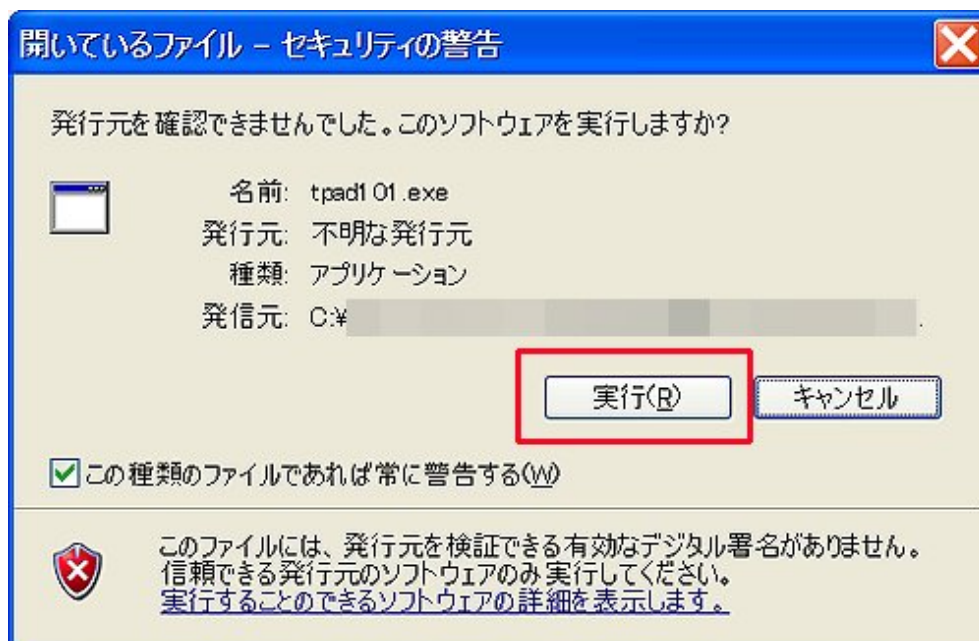 開いているファイル - セキュリティの警告
発行元を確認できませんでした。このソフトウェアを実行しますか?
名前: tpad101.exe
発行元: 不明な発行元
種類: アプリケーション
発信元: C:¥
実行(R)
キャンセル
この種類のファイルであれば常に警告する(W)
このファイルには、発行元を検証できる有効なデジタル署名がありません。
信頼できる発行元のソフトウェアのみ実行してください。
実行することのできるソフトウェアの詳細を表示します。